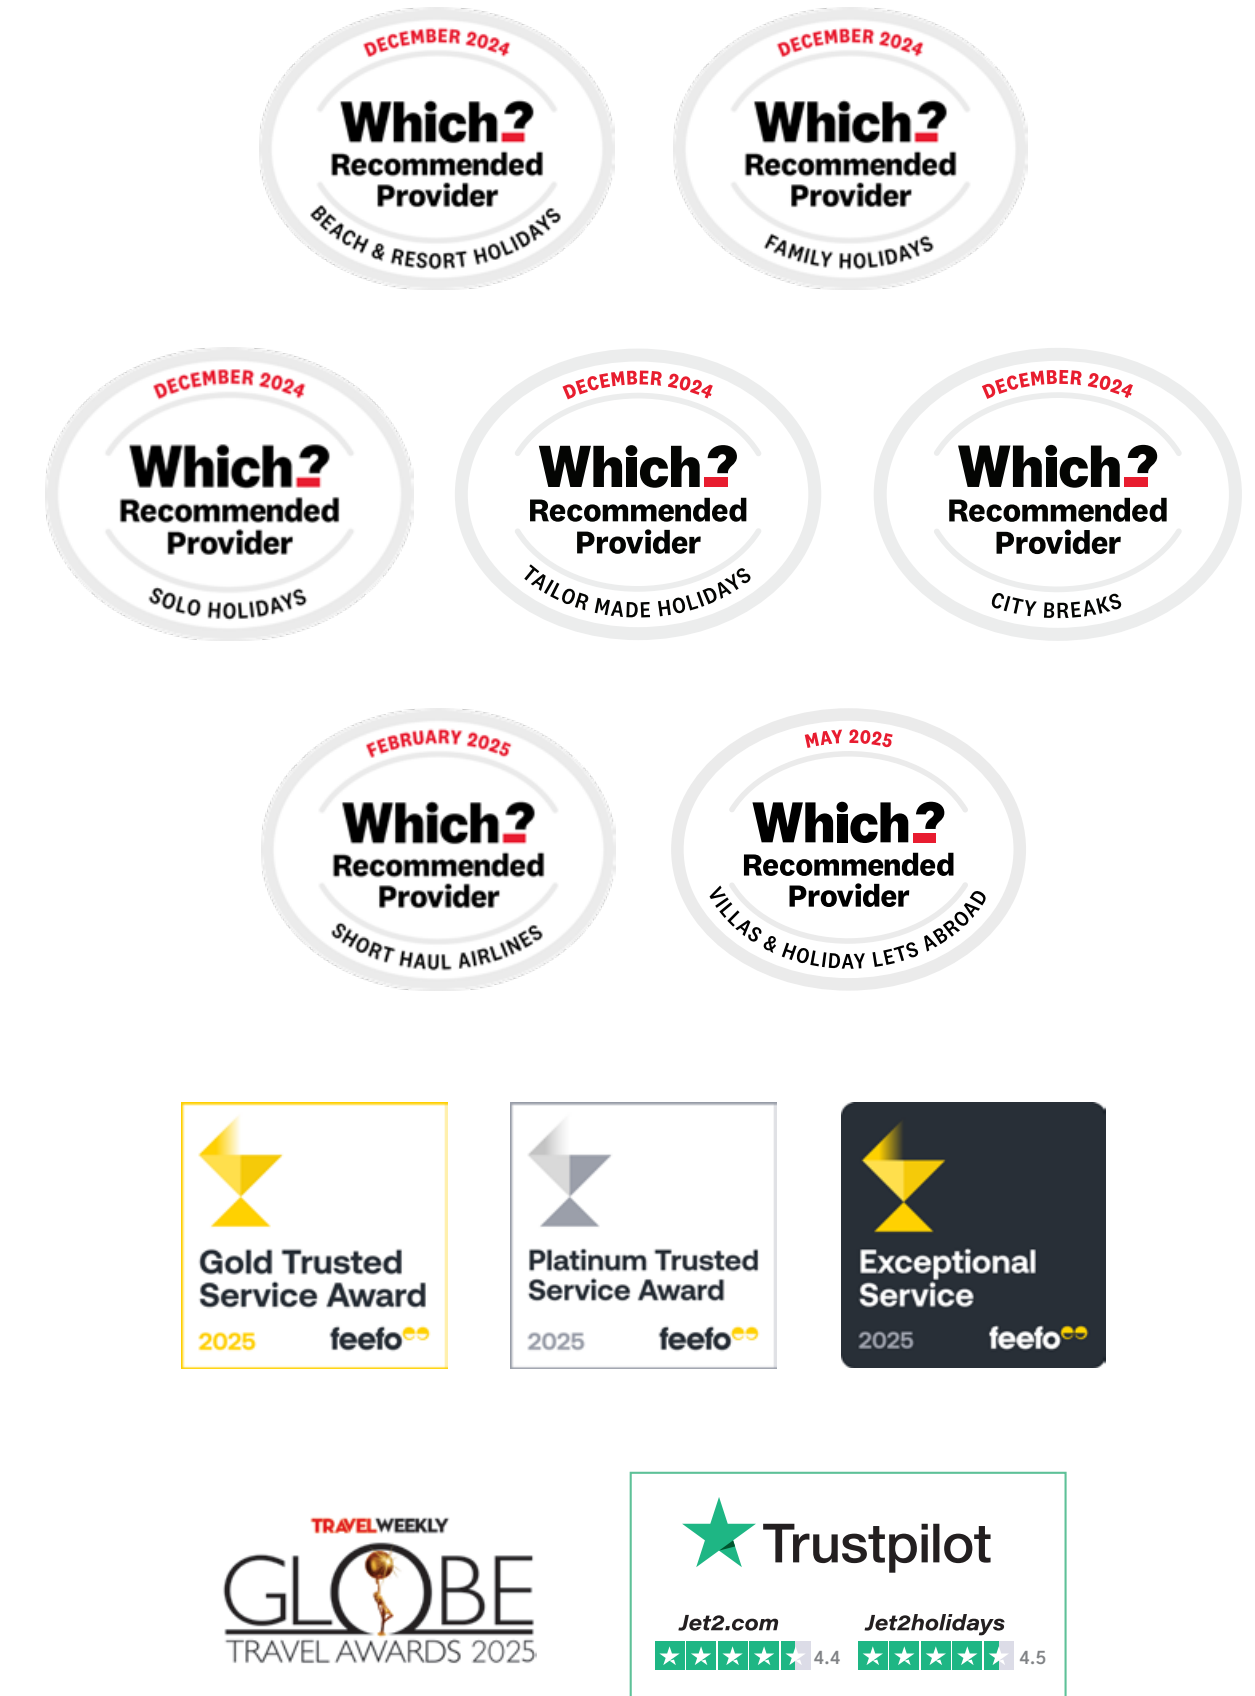 DECEMBER 2024
Which?
Recommended
Provider
BEACH & RESORT HOLIDAYS
DECEMBER 2024
Which?
Recommended
Provider
FAMILY HOLIDAYS
DECEMBER 2024
Which?
Recommended
Provider
SOLO HOLIDAYS
DECEMBER 2024
Which?
Recommended
Provider
TAILOR MADE HOLIDAYS
DECEMBER 2024
Which?
Recommended
Provider
CITY BREAKS
FEBRUARY 2025
Which?
Recommended
Provider
SHORT HAUL AIRLINES
MAY 2025
Which?
Recommended
Provider
VILLAS & HOLIDAY LETS ABROAD
Gold Trusted
Service Award
2025 feefo
Platinum Trusted
Service Award
2025 feefo
Exceptional
Service
2025 feefo
TRAVELWEEKLY
GLOBE
TRAVEL AWARDS 2025
Trustpilot
Jet2.com
4.4
Jet2holidays
4.5